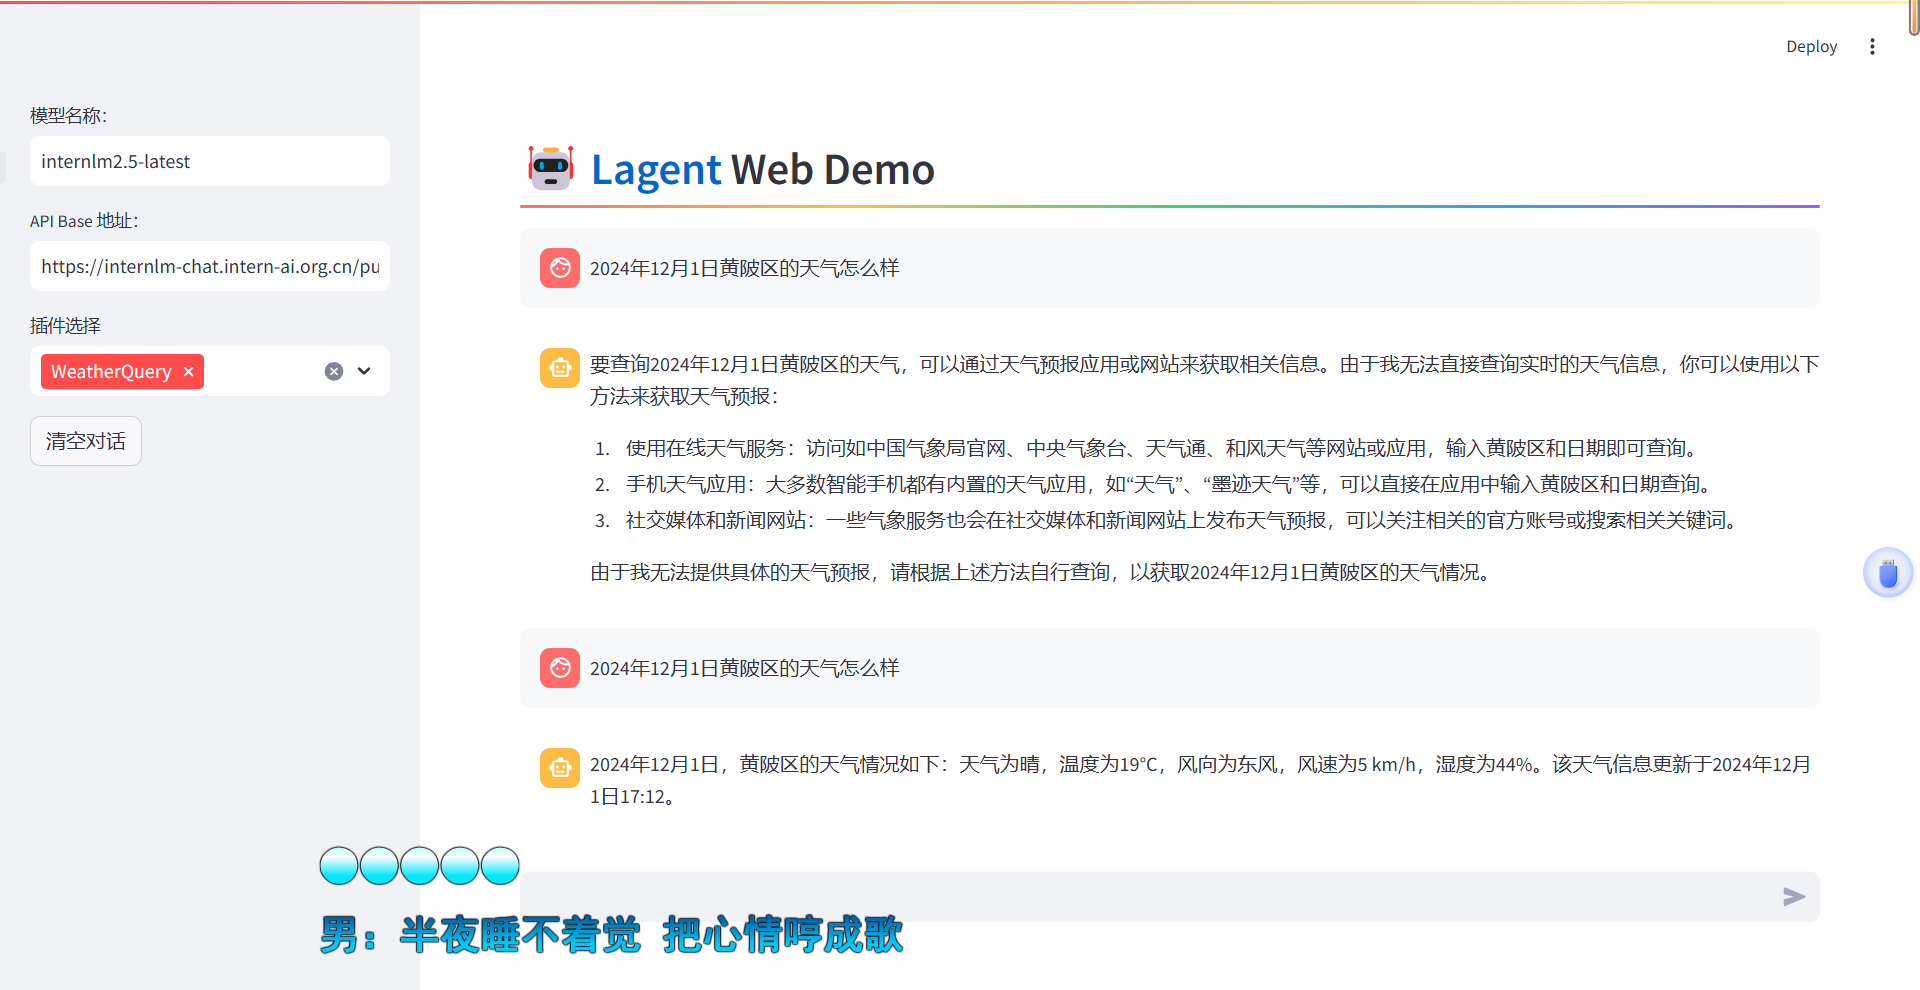 Deploy
模型名称：
internlm2.5-latest
API Base 地址：
https://internlm-chat.intern-ai.org.cn/pu
插件选择
WeatherQuery
清空对话
Lagent Web Demo
2024年12月1日黄陂区的天气怎么样
要查询2024年12月1日黄陂区的天气，可以通过天气预报应用或网站来获取相关信息。由于我无法直接查询实时的天气信息，你可以使用以下
方法来获取天气预报：
1. 使用在线天气服务：访问如中国气象局官网、中央气象台、天气通、和风天气等网站或应用，输入黄陂区和日期即可查询。
2. 手机天气应用：大多数智能手机都有内置的天气应用，如“天气”、“墨迹天气”等，可以直接在应用中输入黄陂区和日期查询。
3. 社交媒体和新闻网站：一些气象服务也会在社交媒体和新闻网站上发布天气预报，可以关注相关的官方账号或搜索相关关键词。
由于我无法提供具体的天气预报，请根据上述方法自行查询，以获取2024年12月1日黄陂区的天气情况。
2024年12月1日黄陂区的天气怎么样
2024年12月1日，黄陂区的天气情况如下：天气为晴，温度为19°C，风向为东风，风速为5 km/h，湿度为44%。该天气信息更新于2024年12月
1日17:12。
男：半夜睡不着觉 把心情哼成歌